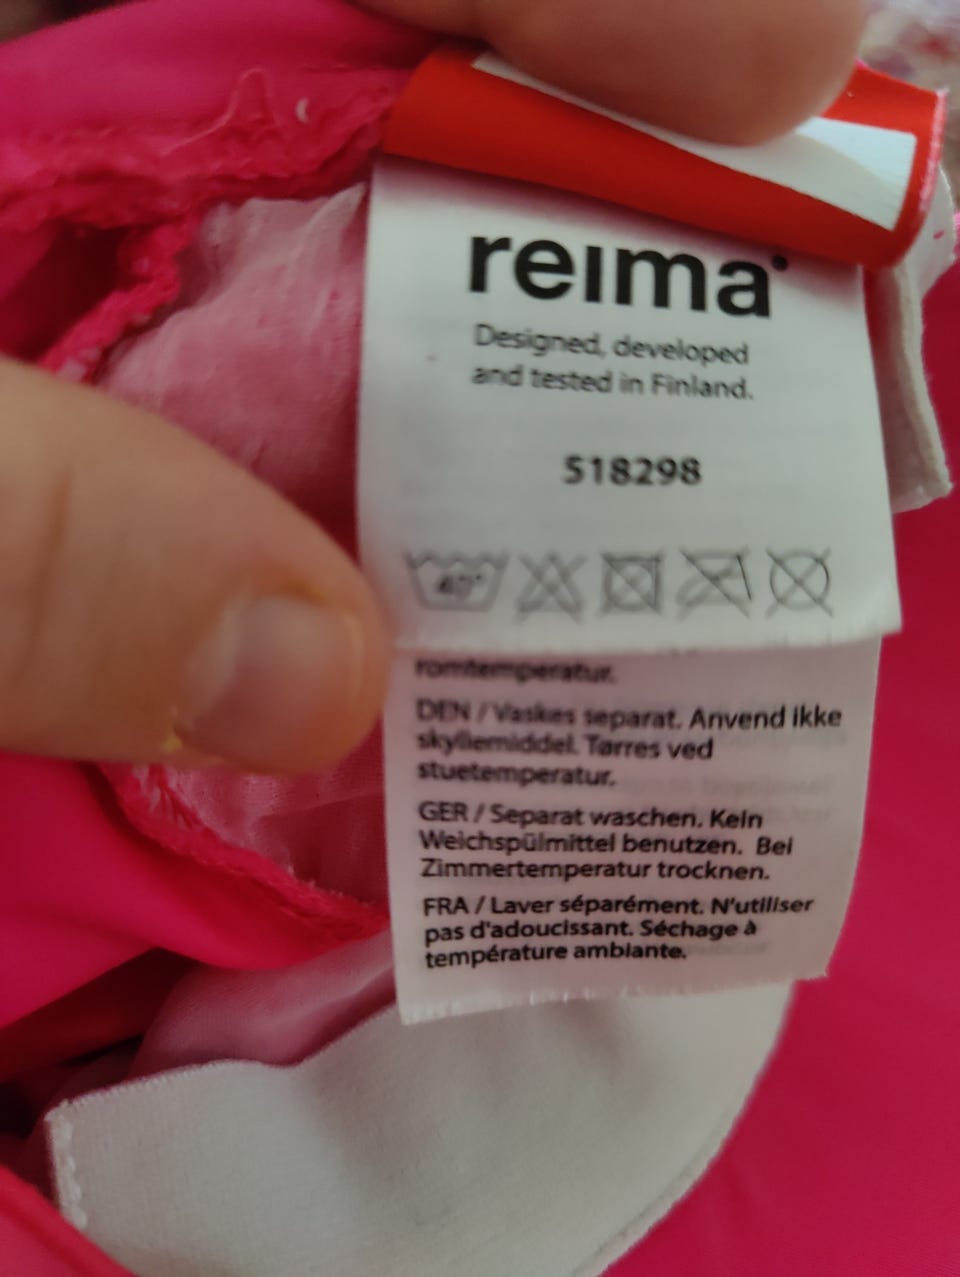 reima
Designed, developed
and tested in Finland.
518298
40°
romtemperatur.
DEN / Vaskes separat. Anvend ikke
skyllemiddel. Tørres ved
stuetemperatur.
GER / Separat waschen. Kein
Weichspülmittel benutzen. Bei
Zimmertemperatur trocknen.
FRA / Laver séparément. N'utiliser
pas d'adoucissant. Séchage à
température ambiante.